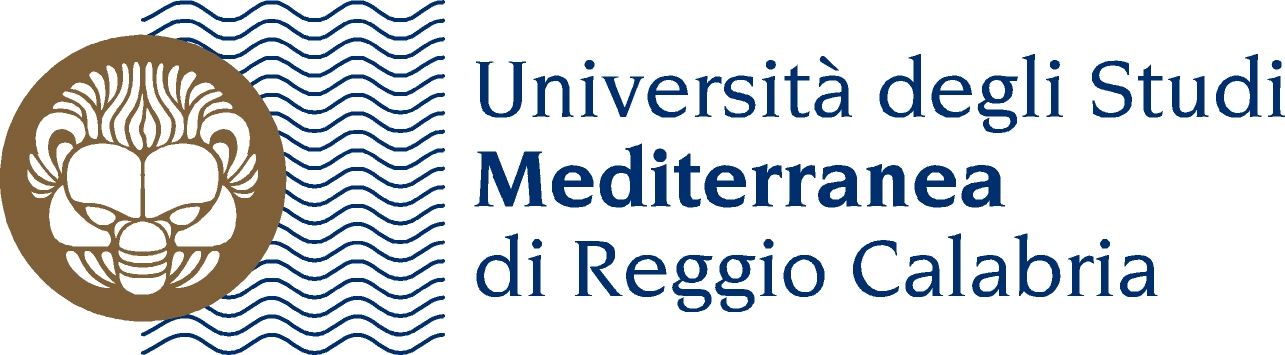 Università degli Studi
Mediterranea
di Reggio Calabria